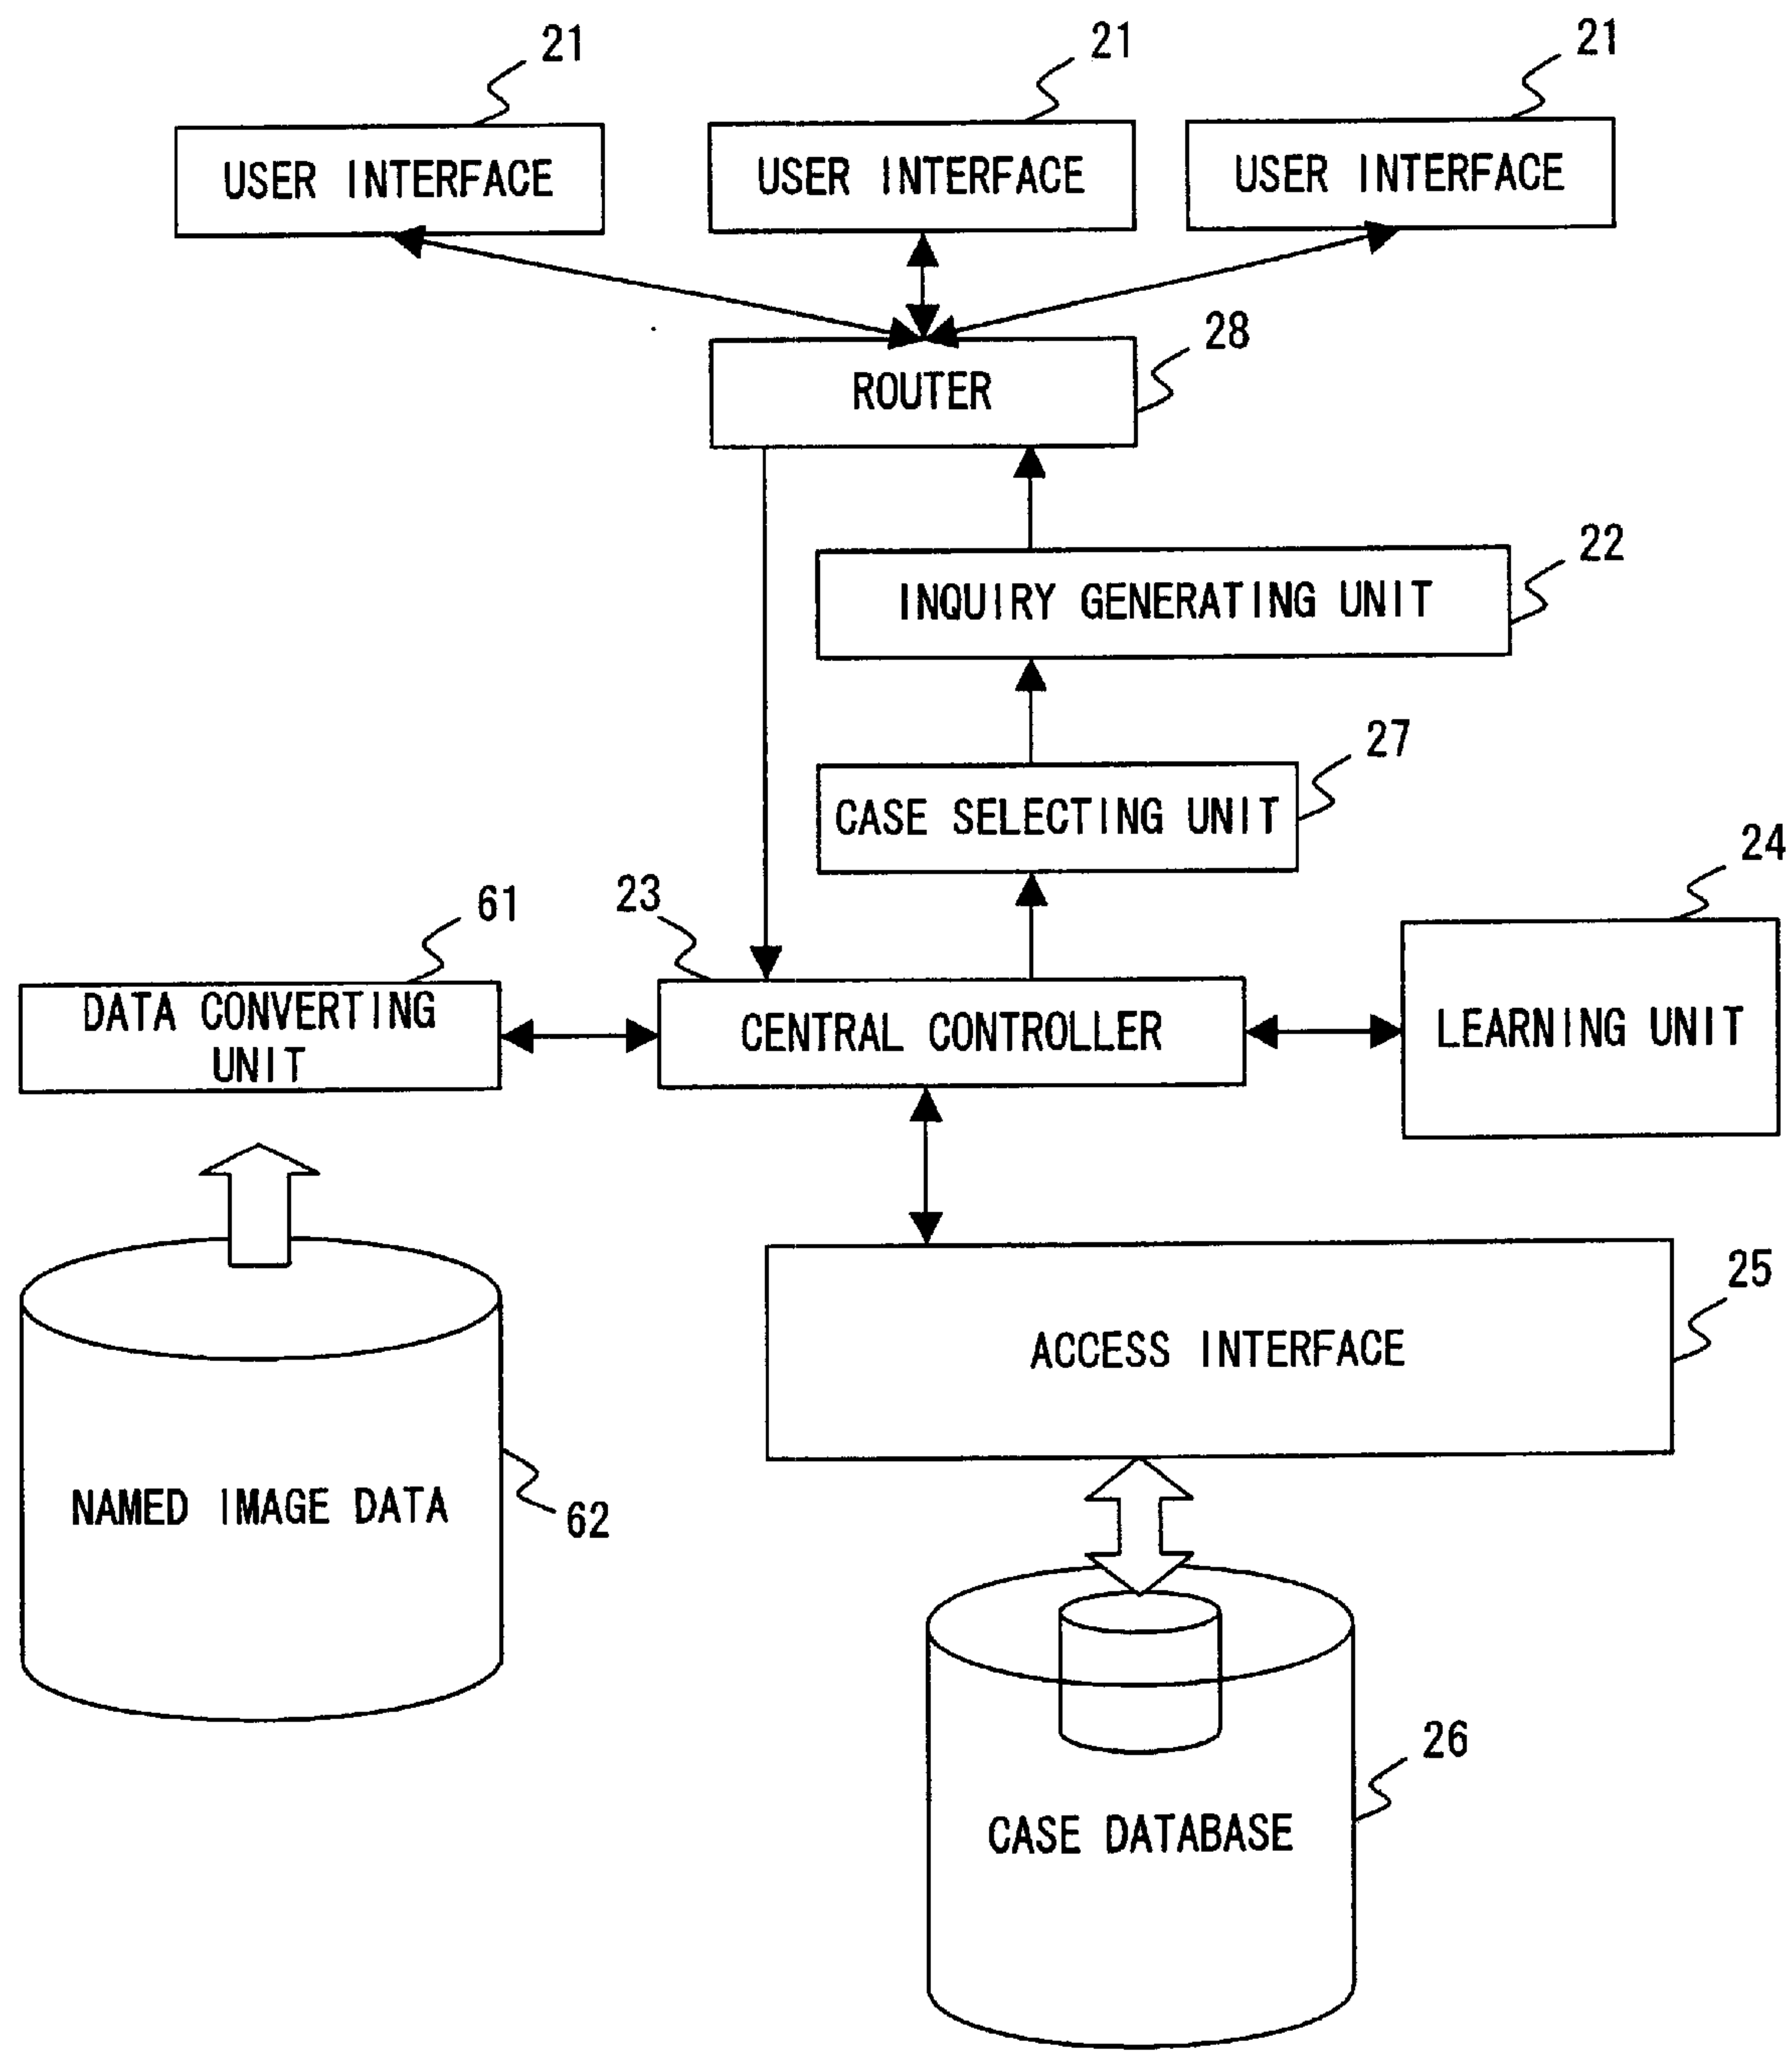 21
21
21
USER INTERFACE
USER INTERFACE
USER INTERFACE
28
ROUTER
22
INQUIRY GENERATING UNIT
27
CASE SELECTING UNIT
24
61
23
DATA CONVERTING
UNIT
CENTRAL CONTROLLER
LEARNING UNIT
25
ACCESS INTERFACE
NAMED IMAGE DATA
62
26
CASE DATABASE